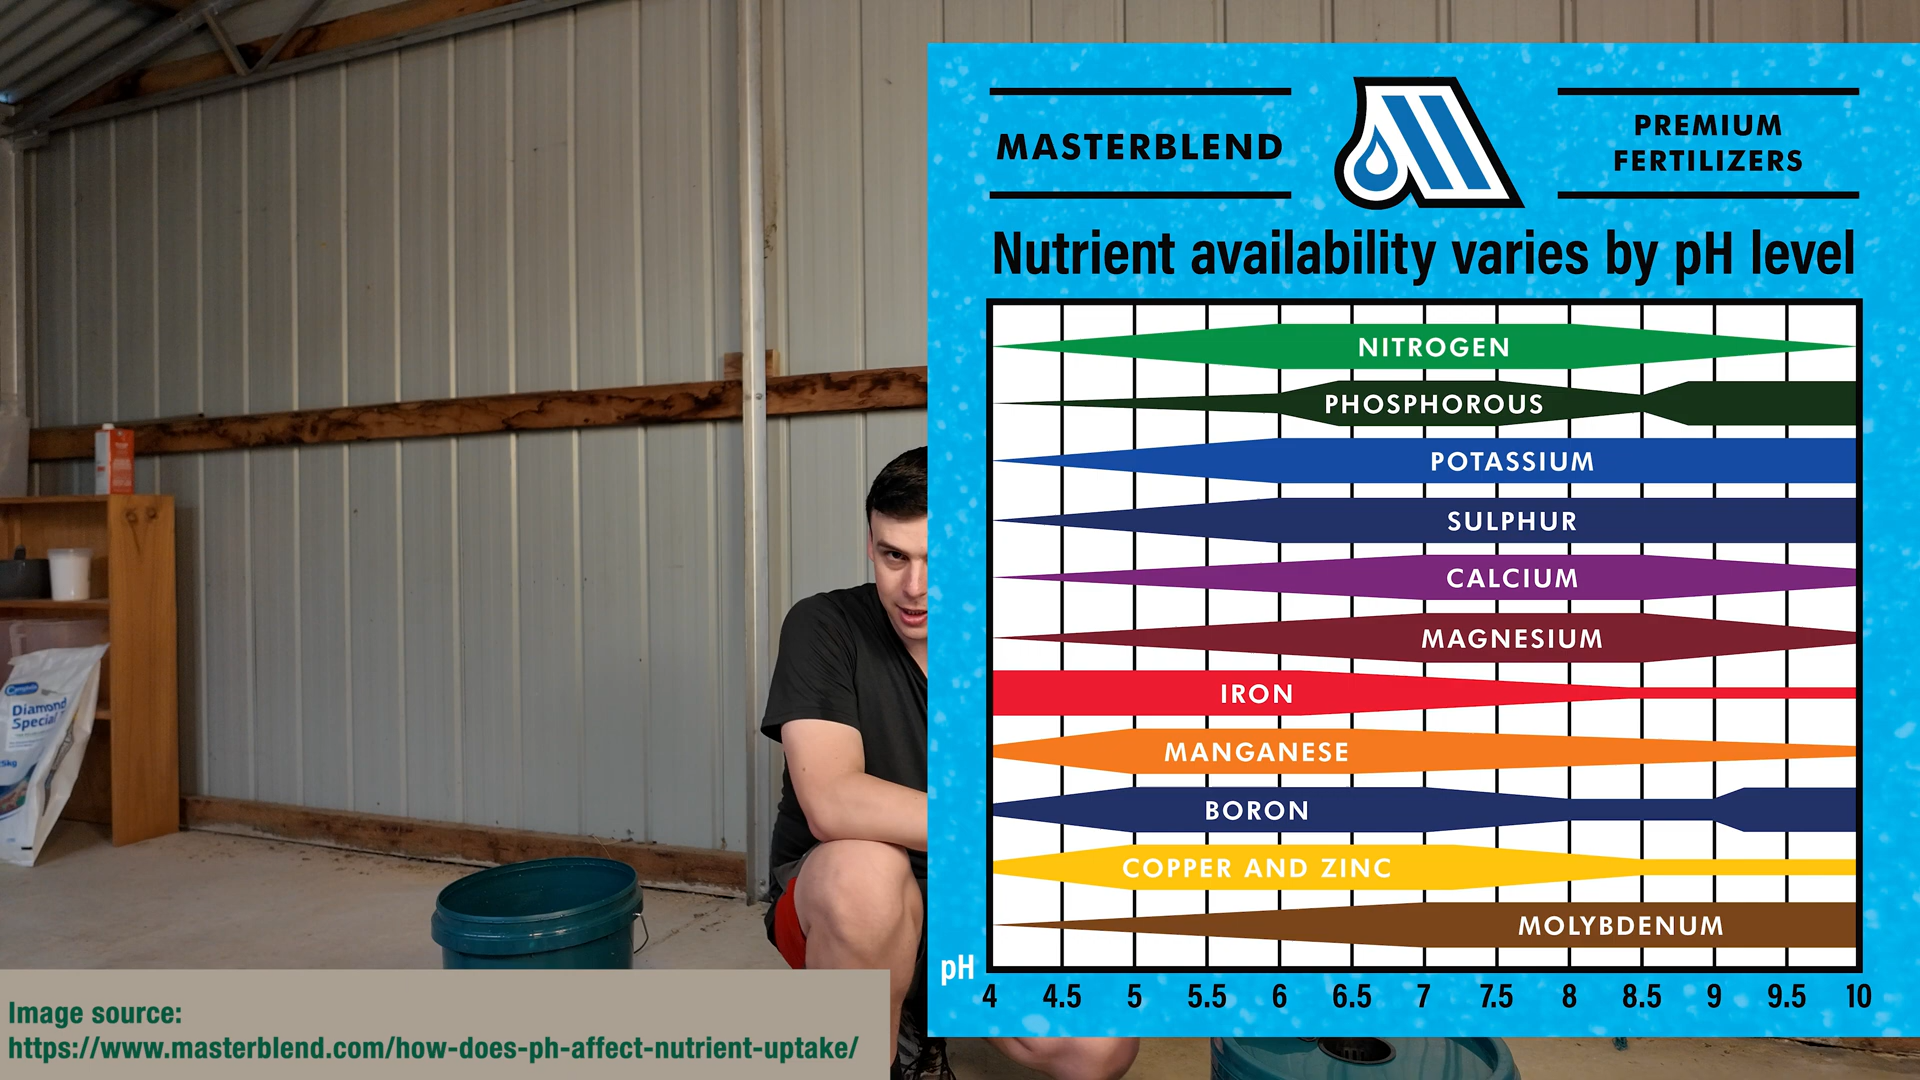 MASTERBLEND
PREMIUM
FERTILIZERS
Nutrient availability varies by pH level
NITROGEN
PHOSPHOROUS
POTASSIUM
SULPHUR
CALCIUM
MAGNESIUM
IRON
MANGANESE
BORON
COPPER AND ZINC
MOLYBDENUM
pH
4 4.5 5 5.5 6 6.5 7 7.5 8 8.5 9 9.5 10
Diamond
Special
5kg
Image source:
https://www.masterblend.com/how-does-ph-affect-nutrient-uptake/